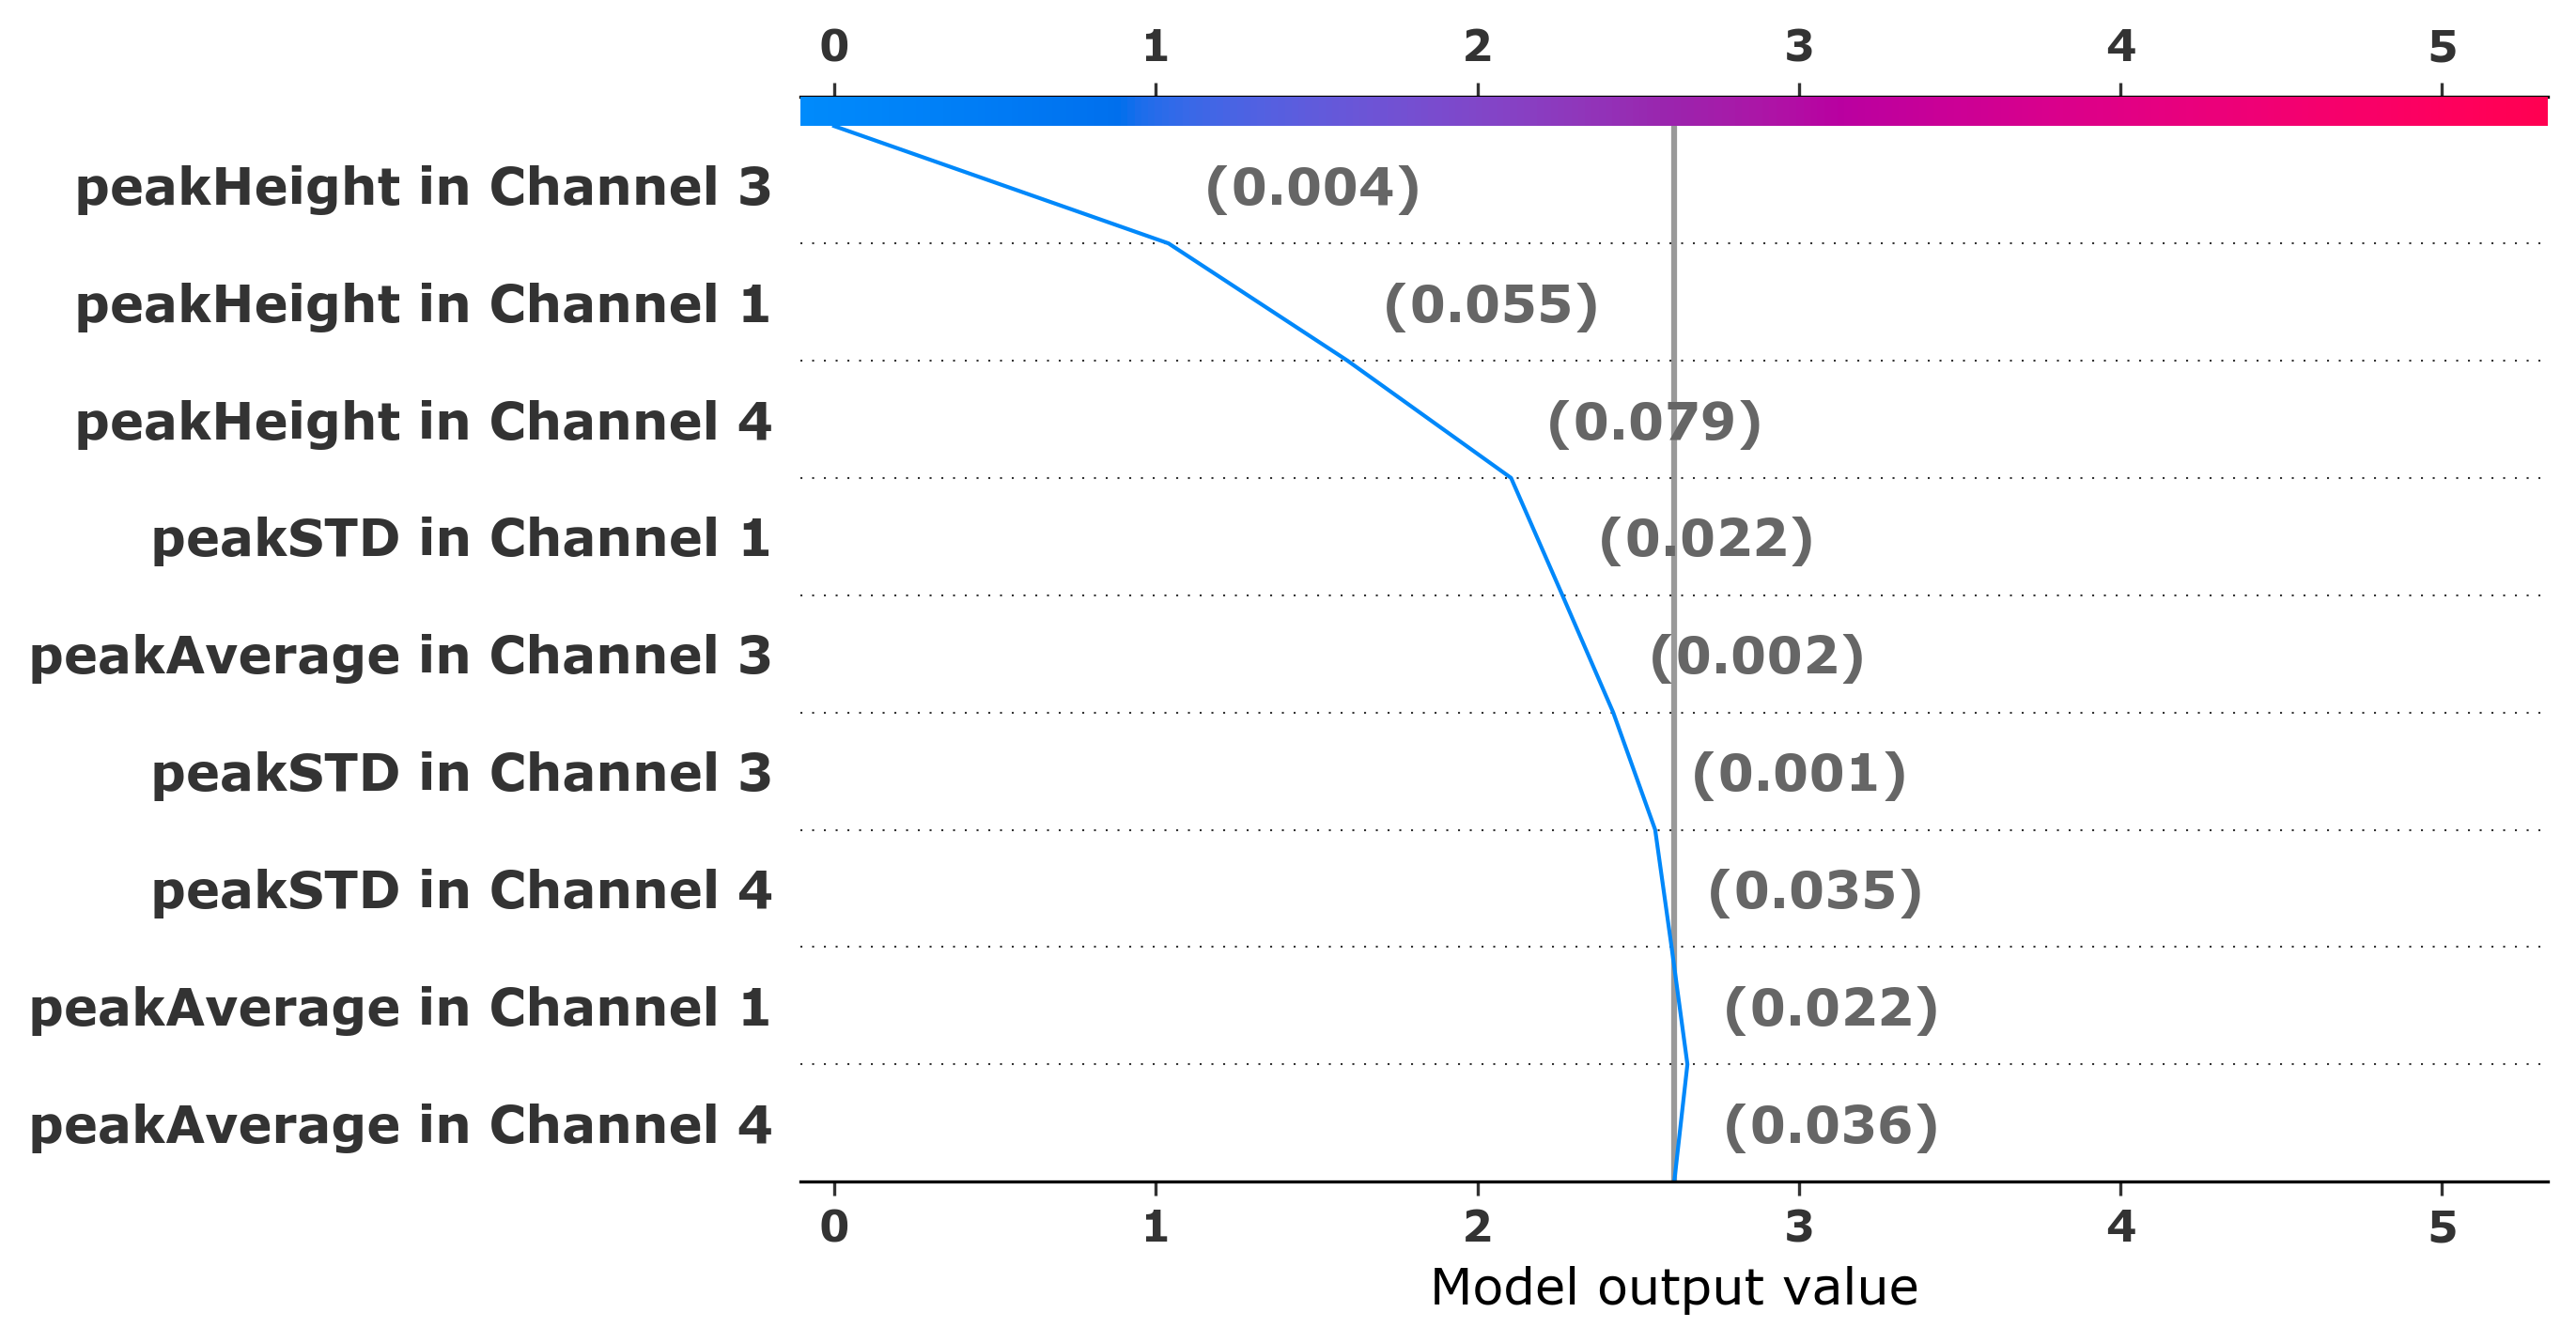 0 1 2 3 4 5
peakHeight in Channel 3 (0.004)
peakHeight in Channel 1 (0.055)
peakHeight in Channel 4 (0.079)
peakSTD in Channel 1 (0.022)
peakAverage in Channel 3 (0.002)
peakSTD in Channel 3 (0.001)
peakSTD in Channel 4 (0.035)
peakAverage in Channel 1 (0.022)
peakAverage in Channel 4 (0.036)
0 1 2 3 4 5
Model output value